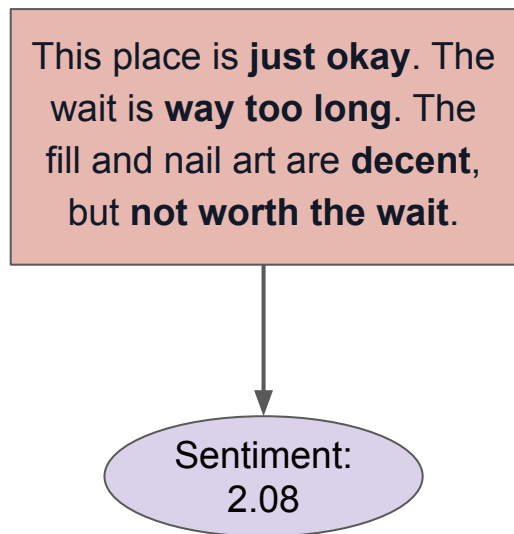 This place is just okay. The
wait is way too long. The
fill and nail art are decent,
but not worth the wait.
Sentiment:
2.08